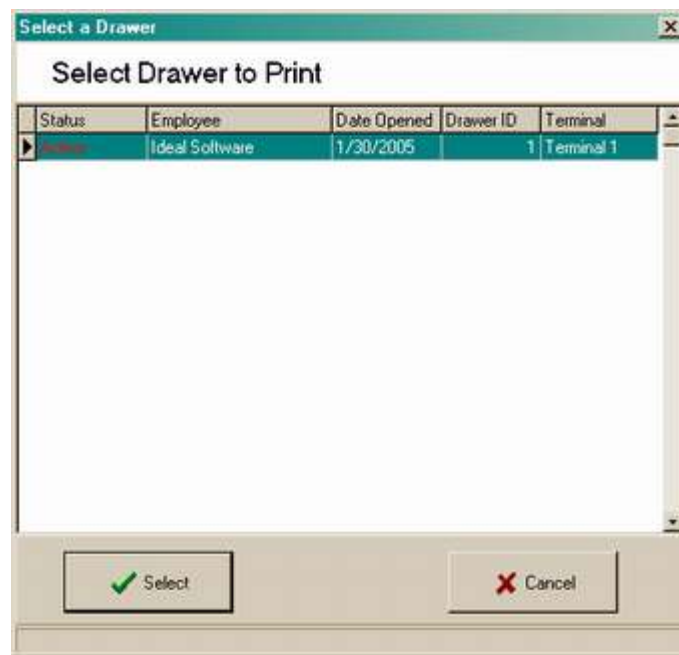 Select a Drawer
Select Drawer to Print
Status Employee Date Opened Drawer ID Terminal
Active Ideal Software 1/30/2005 1 Terminal 1
Select Cancel